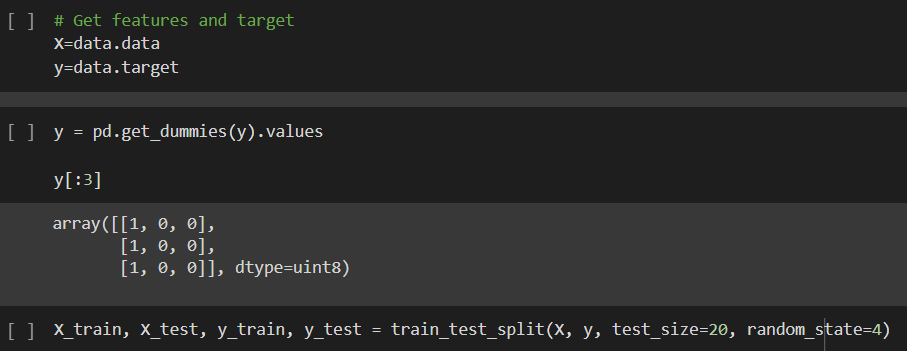 [ ] # Get features and target
X=data.data
y=data.target
[ ] y = pd.get_dummies(y).values
y[:3]
array([[1, 0, 0],
[1, 0, 0],
[1, 0, 0]], dtype=uint8)
[ ] X_train, X_test, y_train, y_test = train_test_split(X, y, test_size=20, random_state=4)